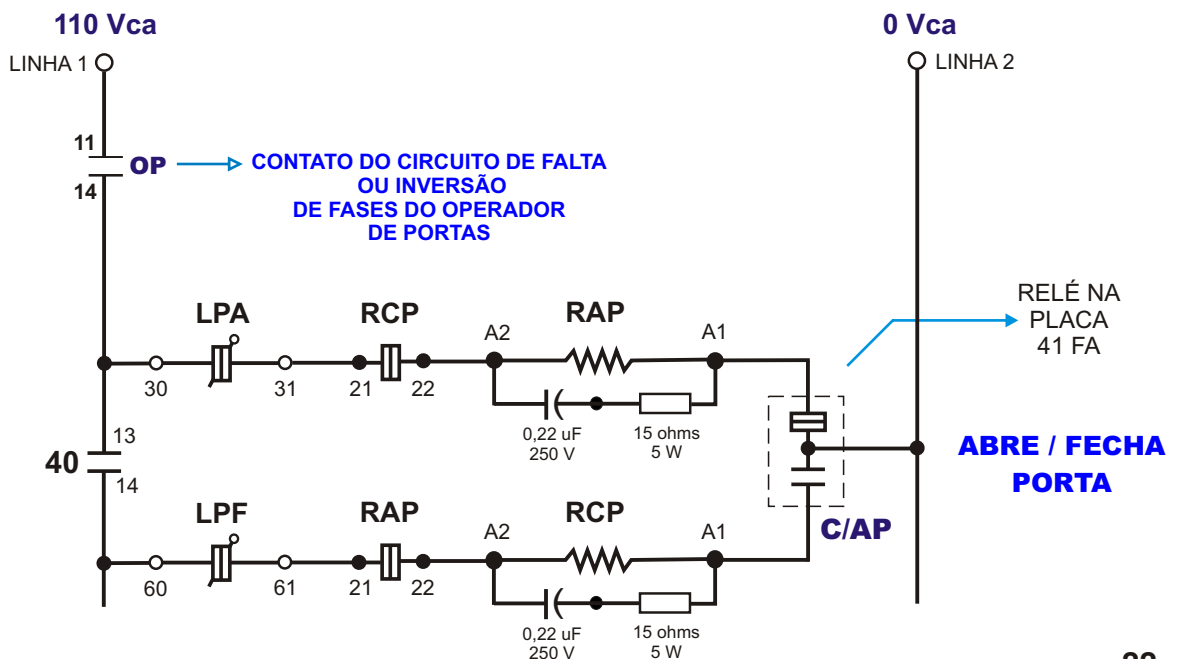 110 Vca
0 Vca
LINHA 1
LINHA 2
11
OP
14
CONTATO DO CIRCUITO DE FALTA
OU INVERSÃO
DE FASES DO OPERADOR
DE PORTAS
RELÉ NA
PLACA
41 FA
LPA
RCP
RAP
A2
A1
30
31
21
22
0,22 uF
250 V
15 ohms
5 W
13
40
14
ABRE / FECHA
PORTA
C/AP
LPF
RAP
RCP
A2
A1
60
61
21
22
0,22 uF
250 V
15 ohms
5 W